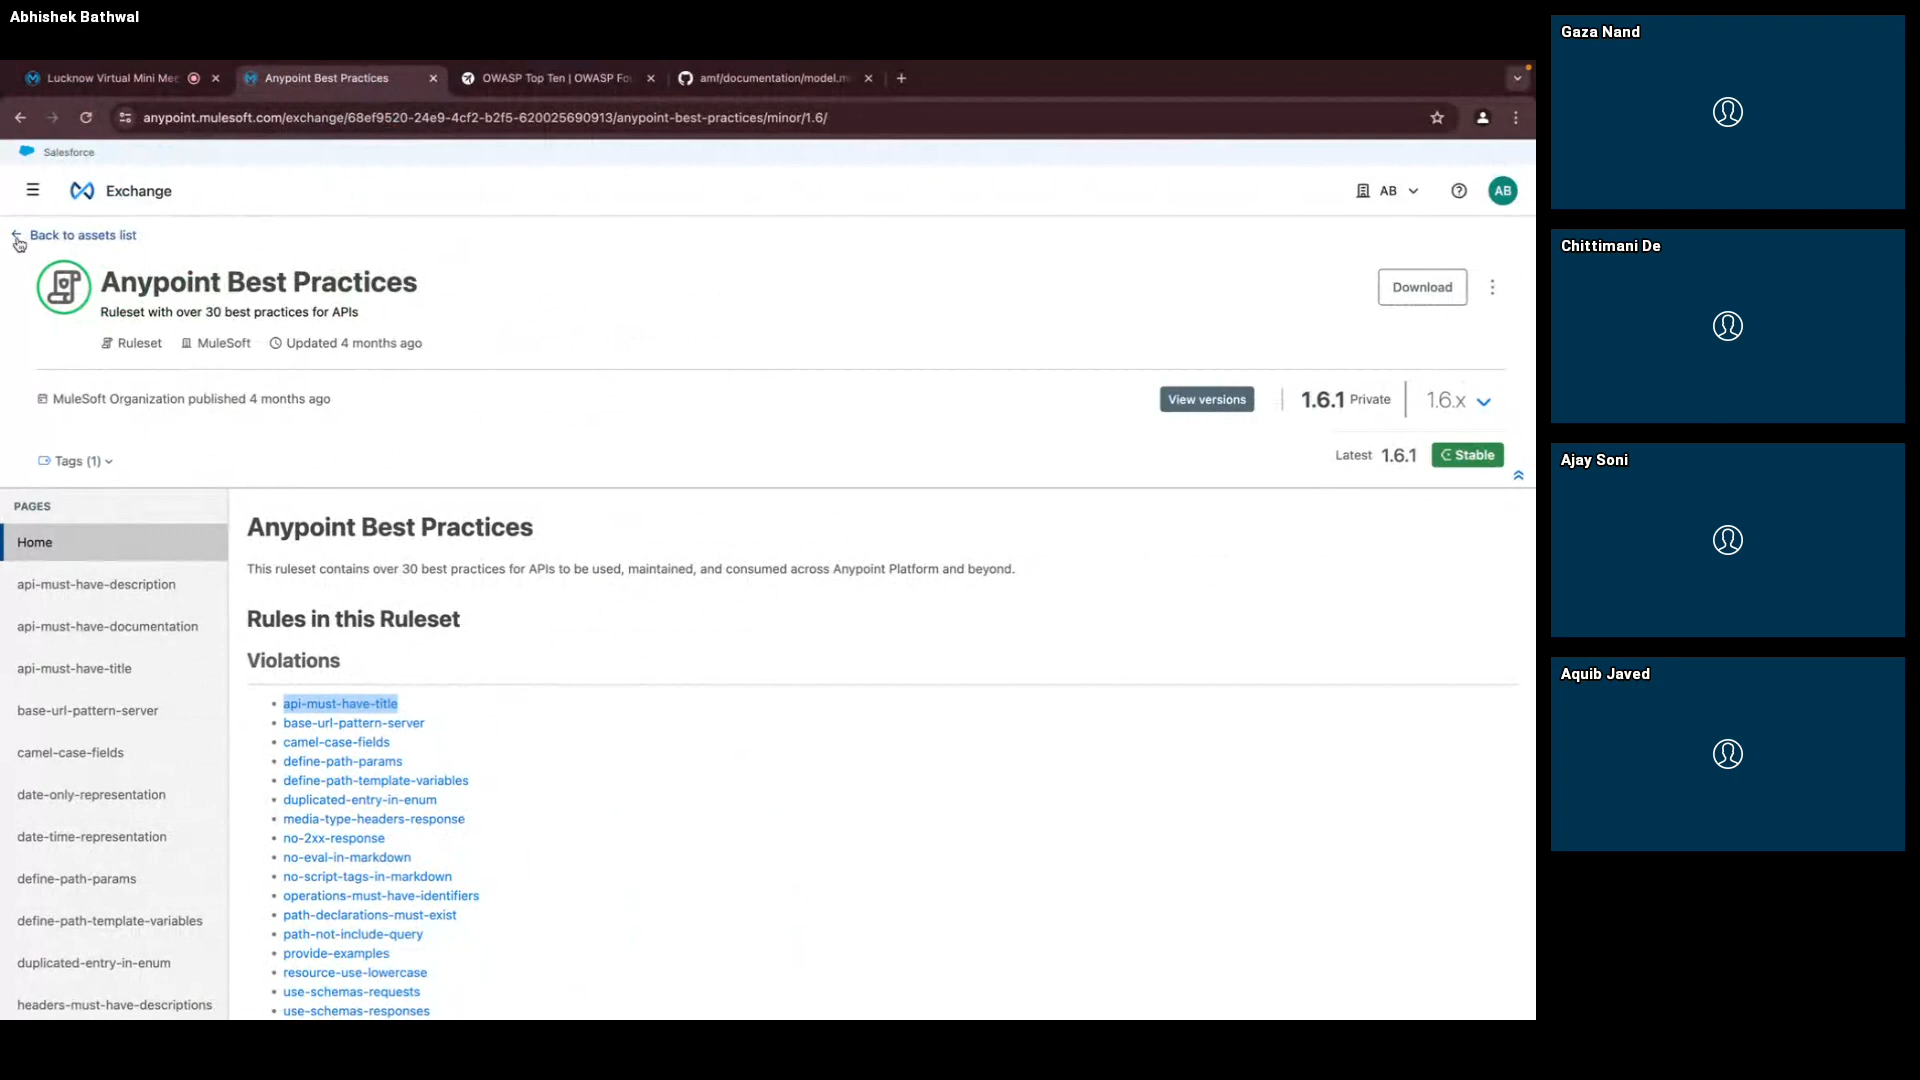 Abhishek Bathwal
Lucknow Virtual Mini Mee
Anypoint Best Practices
OWASP Top Ten | OWASP Fo
amf/documentation/model.m
anypoint.mulesoft.com/exchange/68ef9520-24e9-4cf2-b2f5-620025690913/anypoint-best-practices/minor/1.6/
Salesforce
Exchange
AB
AB
Back to assets list
Anypoint Best Practices
Ruleset with over 30 best practices for APIs
Download
Ruleset
MuleSoft
Updated 4 months ago
MuleSoft Organization published 4 months ago
View versions
1.6.1 Private
1.6.x
Tags (1)
Latest 1.6.1
Stable
PAGES
Home
api-must-have-description
api-must-have-documentation
api-must-have-title
base-url-pattern-server
camel-case-fields
date-only-representation
date-time-representation
define-path-params
define-path-template-variables
duplicated-entry-in-enum
headers-must-have-descriptions
Anypoint Best Practices
This ruleset contains over 30 best practices for APIs to be used, maintained, and consumed across Anypoint Platform and beyond.
Rules in this Ruleset
Violations
• api-must-have-title
• base-url-pattern-server
• camel-case-fields
• define-path-params
• define-path-template-variables
• duplicated-entry-in-enum
• media-type-headers-response
• no-2xx-response
• no-eval-in-markdown
• no-script-tags-in-markdown
• operations-must-have-identifiers
• path-declarations-must-exist
• path-not-include-query
• provide-examples
• resource-use-lowercase
• use-schemas-requests
• use-schemas-responses
Gaza Nand
Chittimani De
Ajay Soni
Aquib Javed